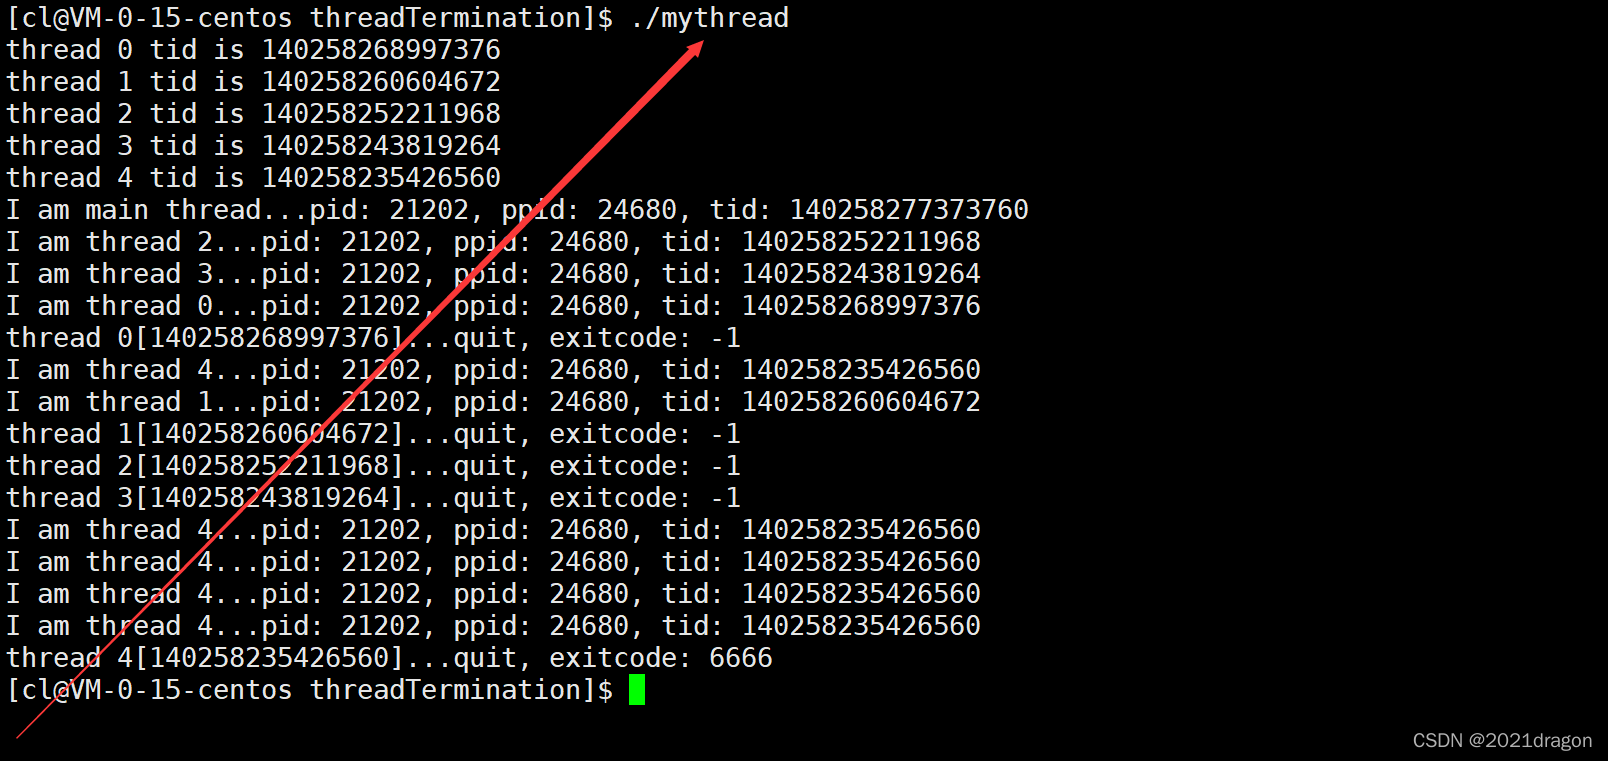 [cl@VM-0-15-centos threadTermination]$ ./mythread
thread 0 tid is 140258268997376
thread 1 tid is 140258260604672
thread 2 tid is 140258252211968
thread 3 tid is 140258243819264
thread 4 tid is 140258235426560
I am main thread...pid: 21202, ppid: 24680, tid: 140258277373760
I am thread 2...pid: 21202, ppid: 24680, tid: 140258252211968
I am thread 3...pid: 21202, ppid: 24680, tid: 140258243819264
I am thread 0...pid: 21202, ppid: 24680, tid: 140258268997376
thread 0[140258268997376]...quit, exitcode: -1
I am thread 4...pid: 21202, ppid: 24680, tid: 140258235426560
I am thread 1...pid: 21202, ppid: 24680, tid: 140258260604672
thread 1[140258260604672]...quit, exitcode: -1
thread 2[140258252211968]...quit, exitcode: -1
thread 3[140258243819264]...quit, exitcode: -1
I am thread 4...pid: 21202, ppid: 24680, tid: 140258235426560
I am thread 4...pid: 21202, ppid: 24680, tid: 140258235426560
I am thread 4...pid: 21202, ppid: 24680, tid: 140258235426560
I am thread 4...pid: 21202, ppid: 24680, tid: 140258235426560
thread 4[140258235426560]...quit, exitcode: 6666
[cl@VM-0-15-centos threadTermination]$
CSDN @2021dragon